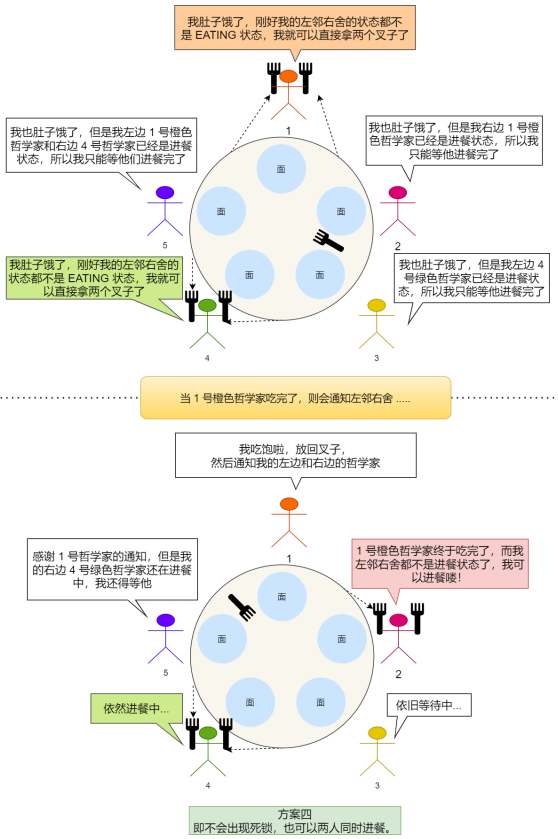 我肚子饿了，刚好我的左邻右舍的状态都不
是 EATING 状态，我就可以直接拿两个叉子了
1
我也肚子饿了，但是我左边 1 号橙色
哲学家和右边 4 号哲学家已经是进餐
状态，所以我只能等他们进餐完了
我也肚子饿了，但是我右边 1 号橙
色哲学家已经是进餐状态，所以我
只能等他进餐完了
面
面
面
5
2
面
面
我肚子饿了，刚好我的左邻右舍的
状态都不是 EATING 状态，我就可
以直接拿两个叉子了
我也肚子饿了，但是我左边 4
号绿色哲学家已经是进餐状
态，所以我只能等他进餐完了
4
3
当 1 号橙色哲学家吃完了，则会通知左邻右舍 .....
我吃饱啦，放回叉子，
然后通知我的左边和右边的哲学家
1
感谢 1 号哲学家的通知，但是我
的右边 4 号绿色哲学家还在进餐
中，我还得等他
1 号橙色哲学家终于吃完了，而我
左邻右舍都不是进餐状态了，我可
以进餐喽！
面
面
面
5
2
面
面
依然进餐中...
依旧等待中...
4
3
方案四
即不会出现死锁，也可以两人同时进餐。